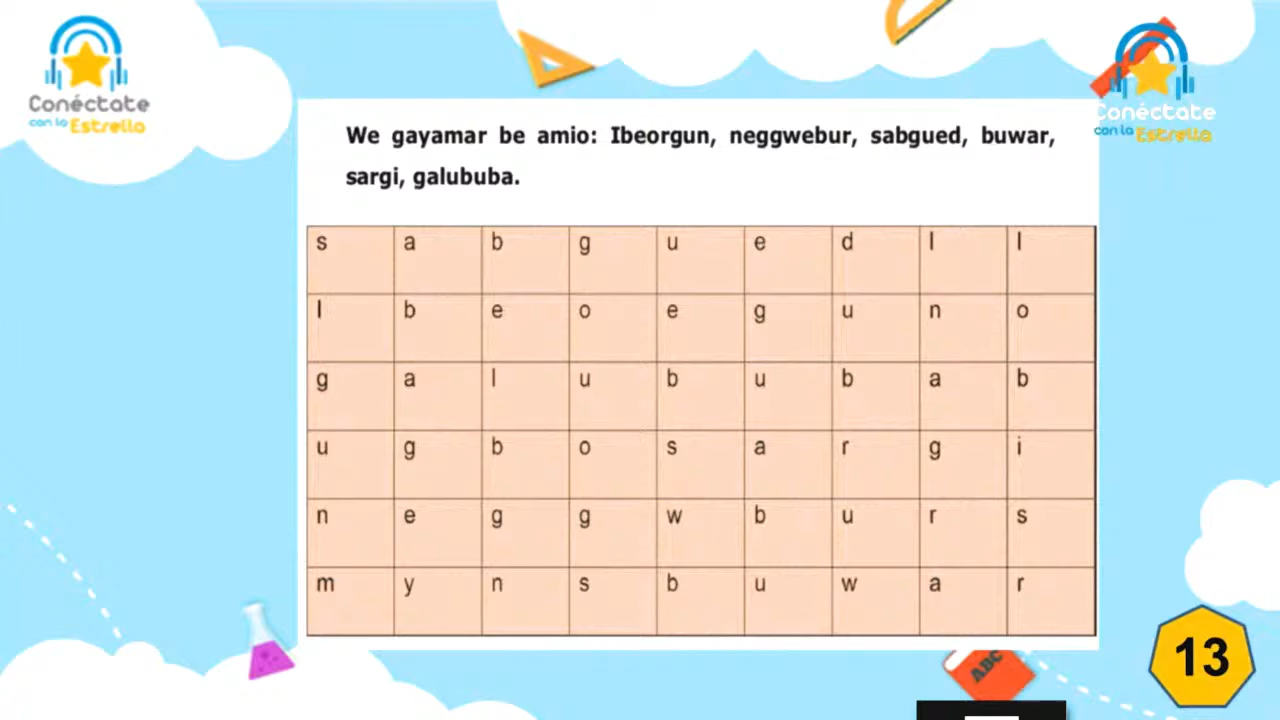 Conéctate
con la Estrella
Conéctate
con la Estrella
We gayamar be amio: Ibeorgun, neggwebur, sabgued, buwar,
sargi, galububa.
s a b g u e d l l
I b e o e g u n o
g a l u b u b a b
u g b o s a r g i
n e g g w b u r s
m y n s b u w a r
ABC
13